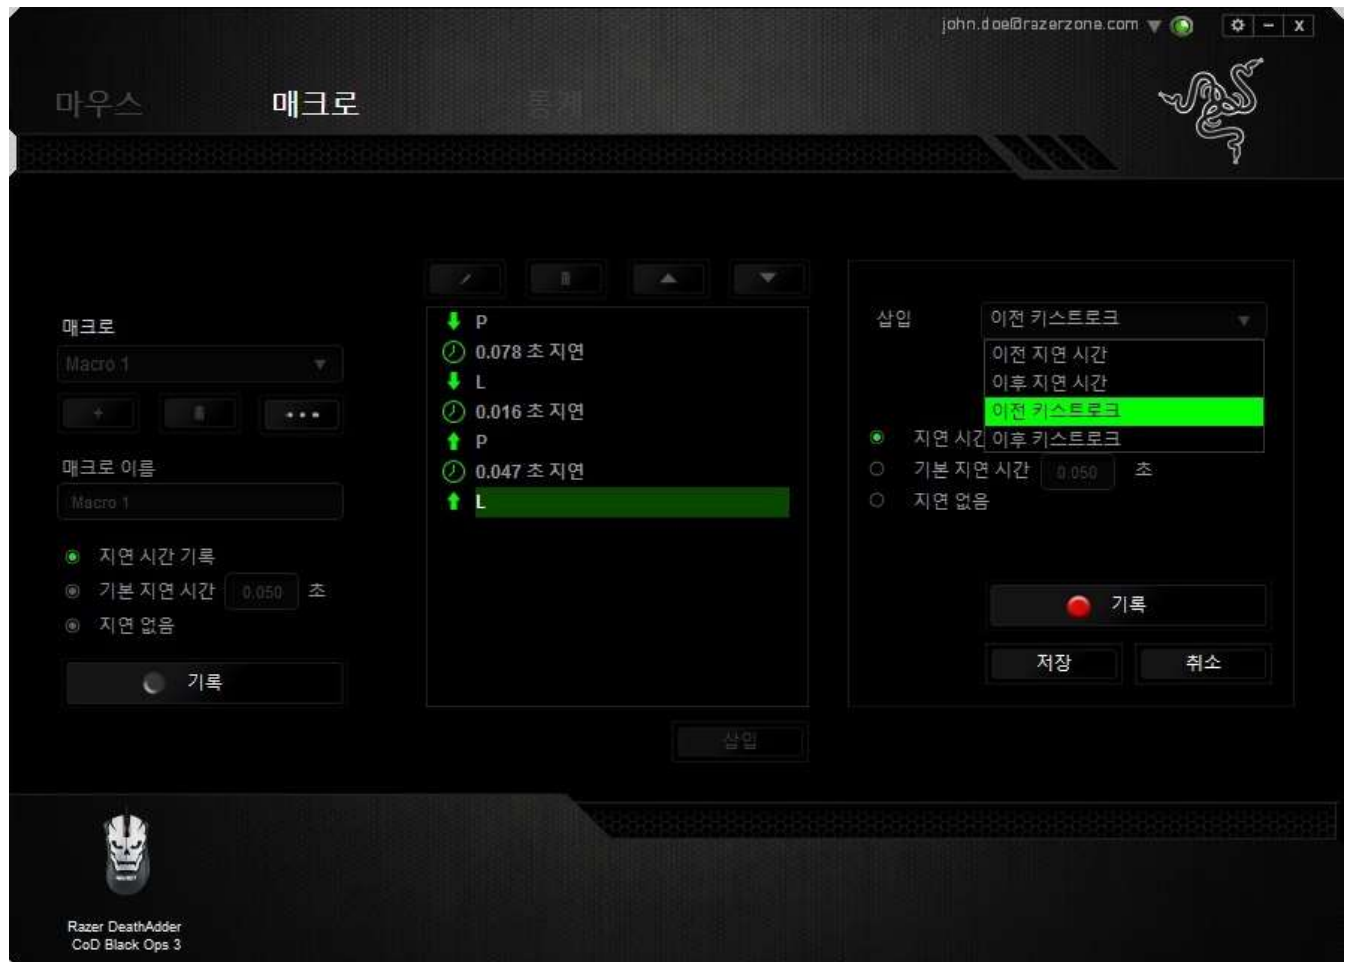 john.doe@razerzone.com
마우스 매크로 통계
매크로
Macro 1
매크로 이름
Macro 1
지연 시간 기록
기본 지연 시간 0.050 초
지연 없음
기록
P
0.078 초 지연
L
0.016 초 지연
P
0.047 초 지연
L
삽입
삽입 이전 키스트로크
이전 지연 시간
이후 지연 시간
이전 키스트로크
이후 키스트로크
지연 시간
기본 지연 시간 0.050 초
지연 없음
기록
저장 취소
Razer DeathAdder
CoD Black Ops 3